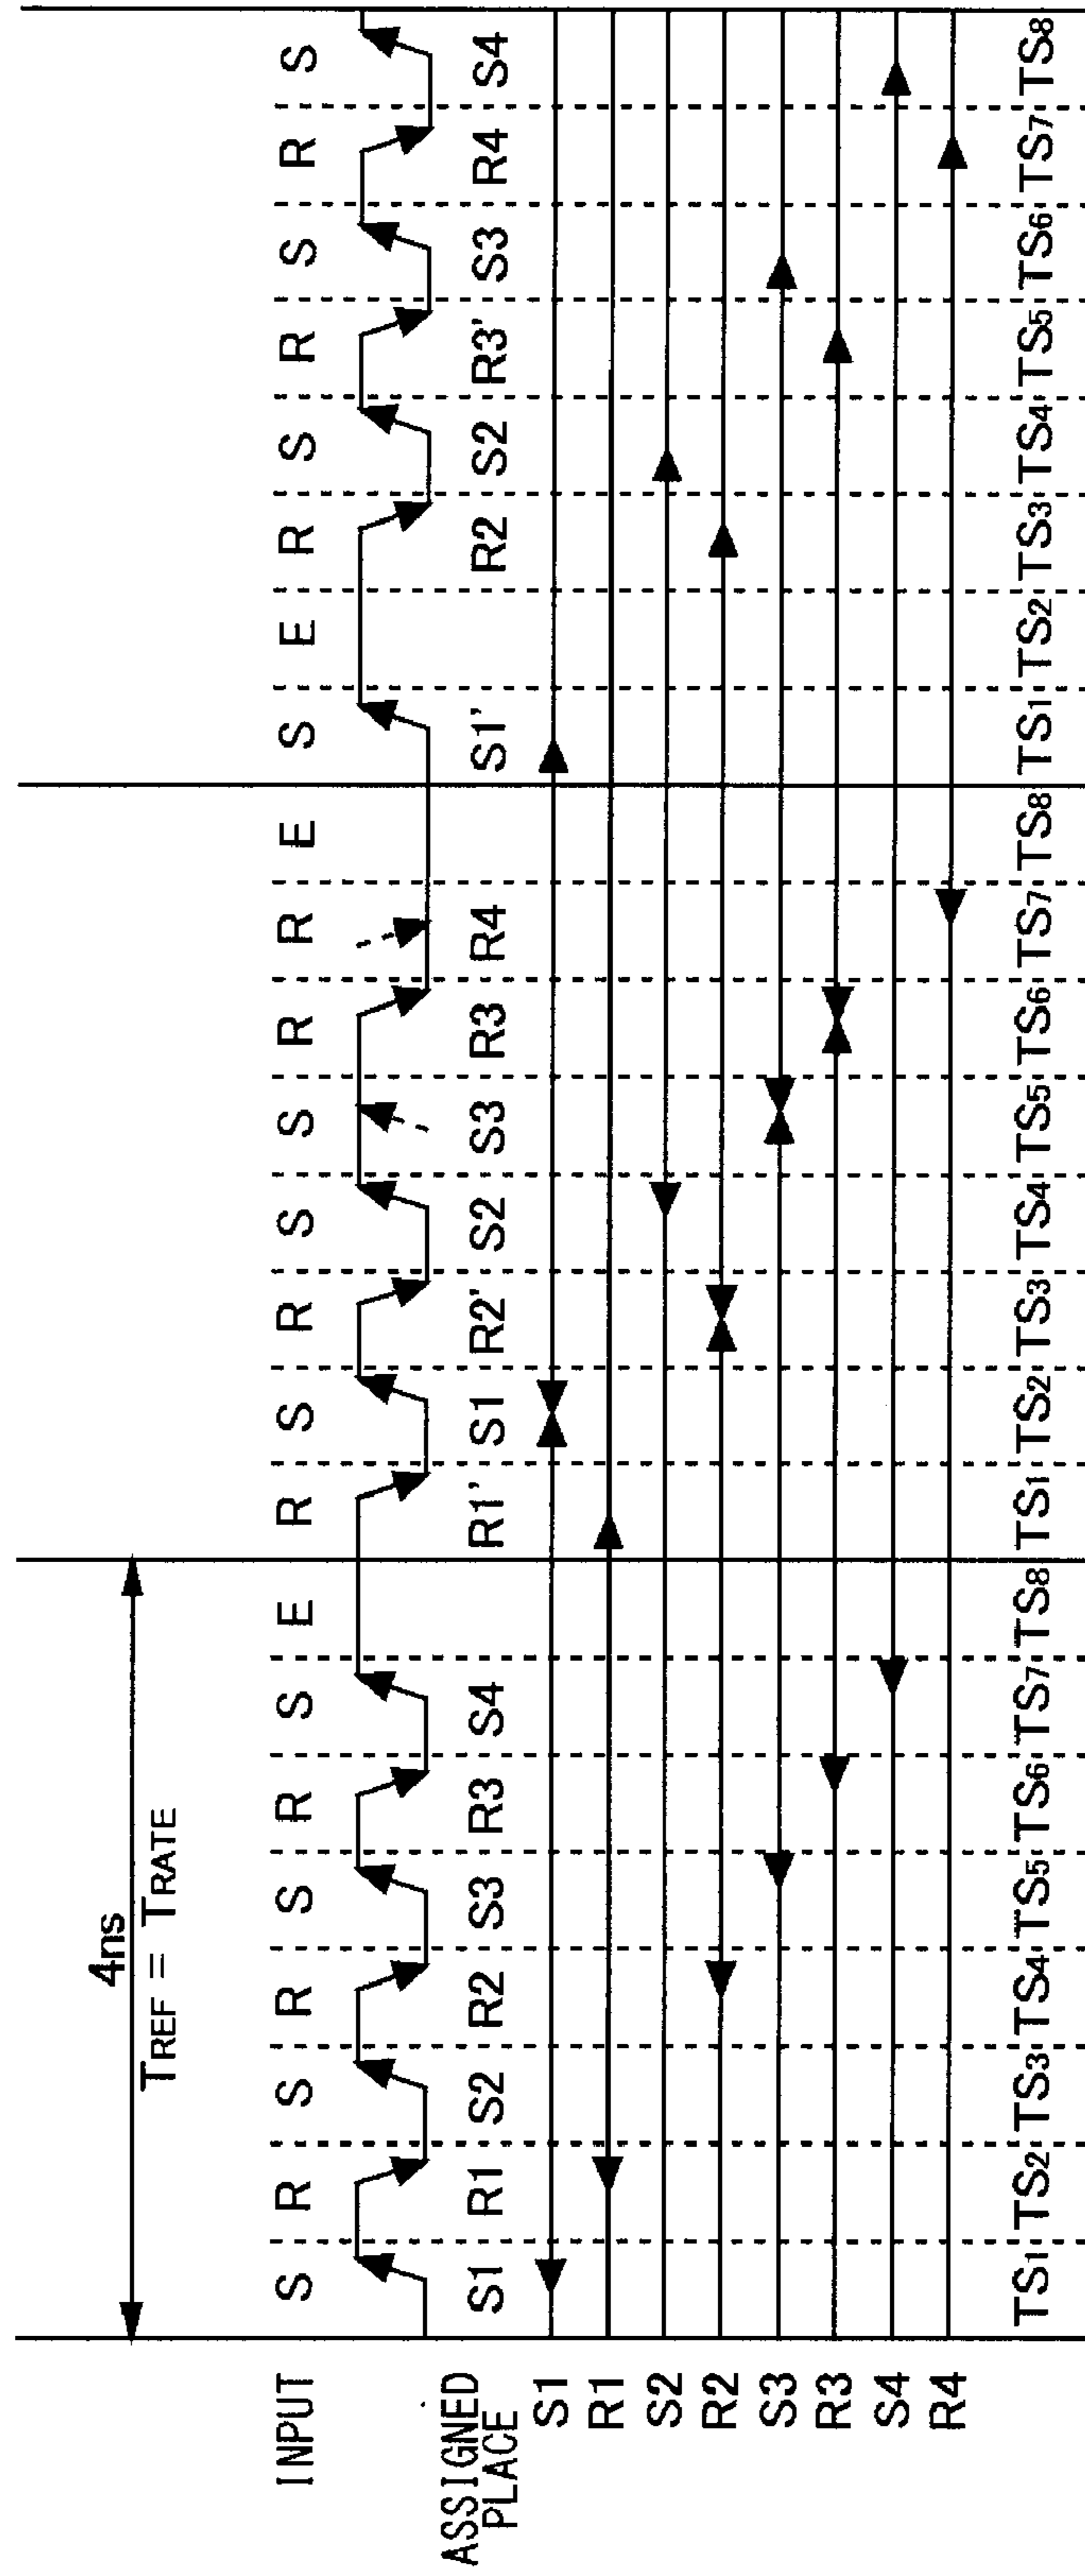 4ns
TREF = TRATE
INPUT S R S R S R S E R S R S S R R E S E R S R S R S
ASSIGNED PLACE S1 R1 S2 R2 S3 R3 S4 R1' S1 R2' S2 S3 R3 R4 S1' R2 S2 R3' S3 R4 S4
S1
R1
S2
R2
S3
R3
S4
R4
TS1 TS2 TS3 TS4 TS5 TS6 TS7 TS8 TS1 TS2 TS3 TS4 TS5 TS6 TS7 TS8 TS1 TS2 TS3 TS4 TS5 TS6 TS7 TS8